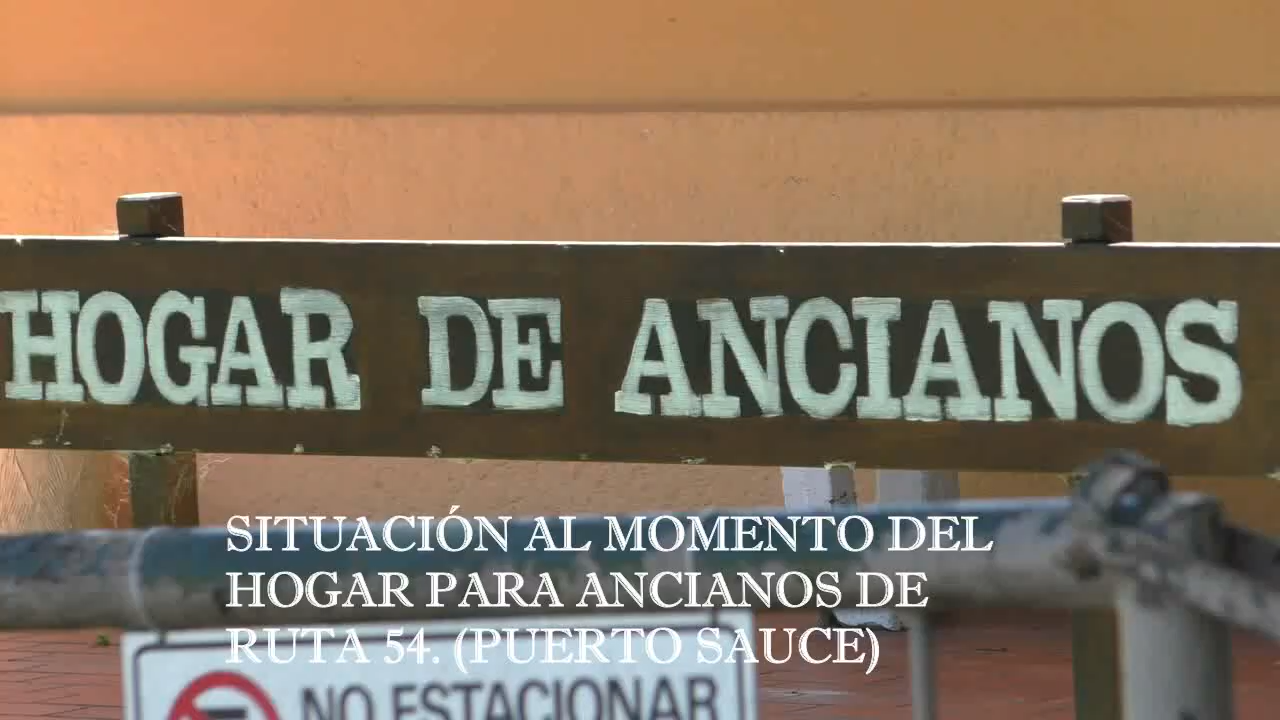 HOGAR DE ANCIANOS
SITUACIÓN AL MOMENTO DEL
HOGAR PARA ANCIANOS DE
RUTA 54. (PUERTO SAUCE)
NO ESTACIONAR